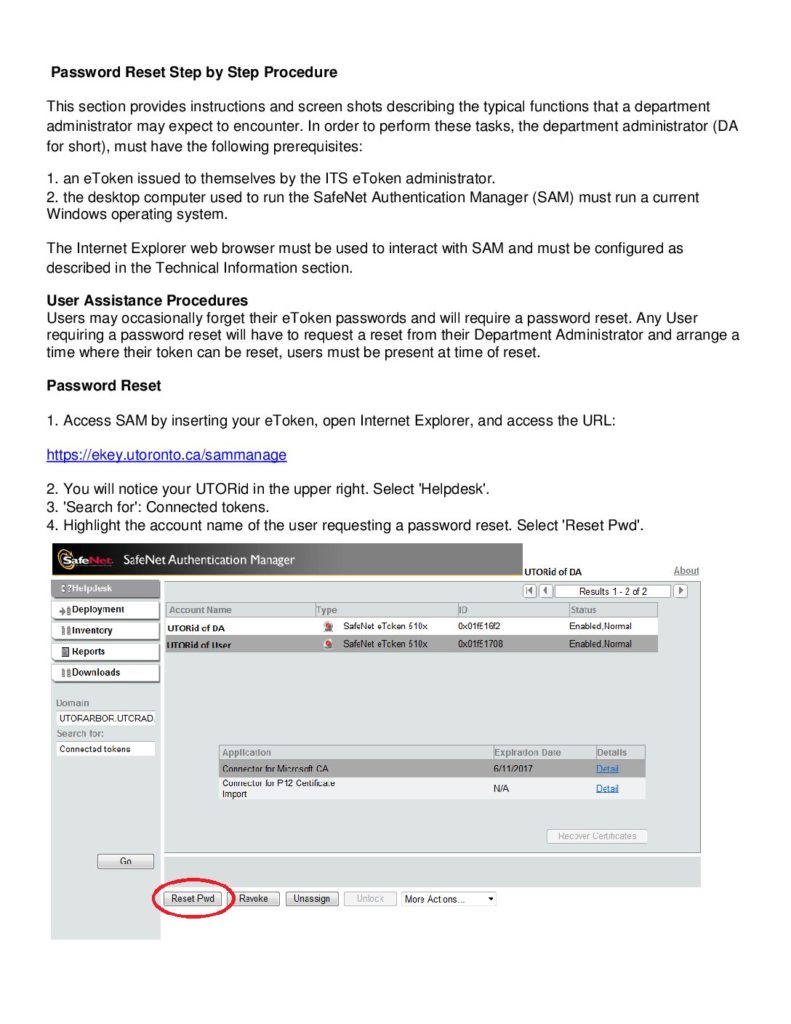 Password Reset Step by Step Procedure
This section provides instructions and screen shots describing the typical functions that a department
administrator may expect to encounter. In order to perform these tasks, the department administrator (DA
for short), must have the following prerequisites:
1. an eToken issued to themselves by the ITS eToken administrator.
2. the desktop computer used to run the SafeNet Authentication Manager (SAM) must run a current
Windows operating system.
The Internet Explorer web browser must be used to interact with SAM and must be configured as
described in the Technical Information section.
User Assistance Procedures
Users may occasionally forget their eToken passwords and will require a password reset. Any User
requiring a password reset will have to request a reset from their Department Administrator and arrange a
time where their token can be reset, users must be present at time of reset.
Password Reset
1. Access SAM by inserting your eToken, open Internet Explorer, and access the URL:
https://ekey.utoronto.ca/sammanage
2. You will notice your UTORid in the upper right. Select 'Helpdesk'.
3. 'Search for': Connected tokens.
4. Highlight the account name of the user requesting a password reset. Select 'Reset Pwd'.
SafeNet. SafeNet Authentication Manager
UTORid of DA About
Helpdesk
Results 1 - 2 of 2
Deployment
Account Name Type ID Status
UTORid of DA SafeNet eToken 510x 0x01f516f2 Enabled,Normal
Inventory
UTORid of User SafeNet eToken 510x 0x01f51708 Enabled,Normal
Reports
Downloads
Domain
UTORARBOR.UTORAD.
Search for:
Connected tokens
Application Expiration Date Details
Connector for Microsoft CA 6/11/2017 Detail
Connector for P12 Certificate
Import N/A Detail
Recover Certificates
Go
Reset Pwd Revoke Unassign Unlock More Actions...